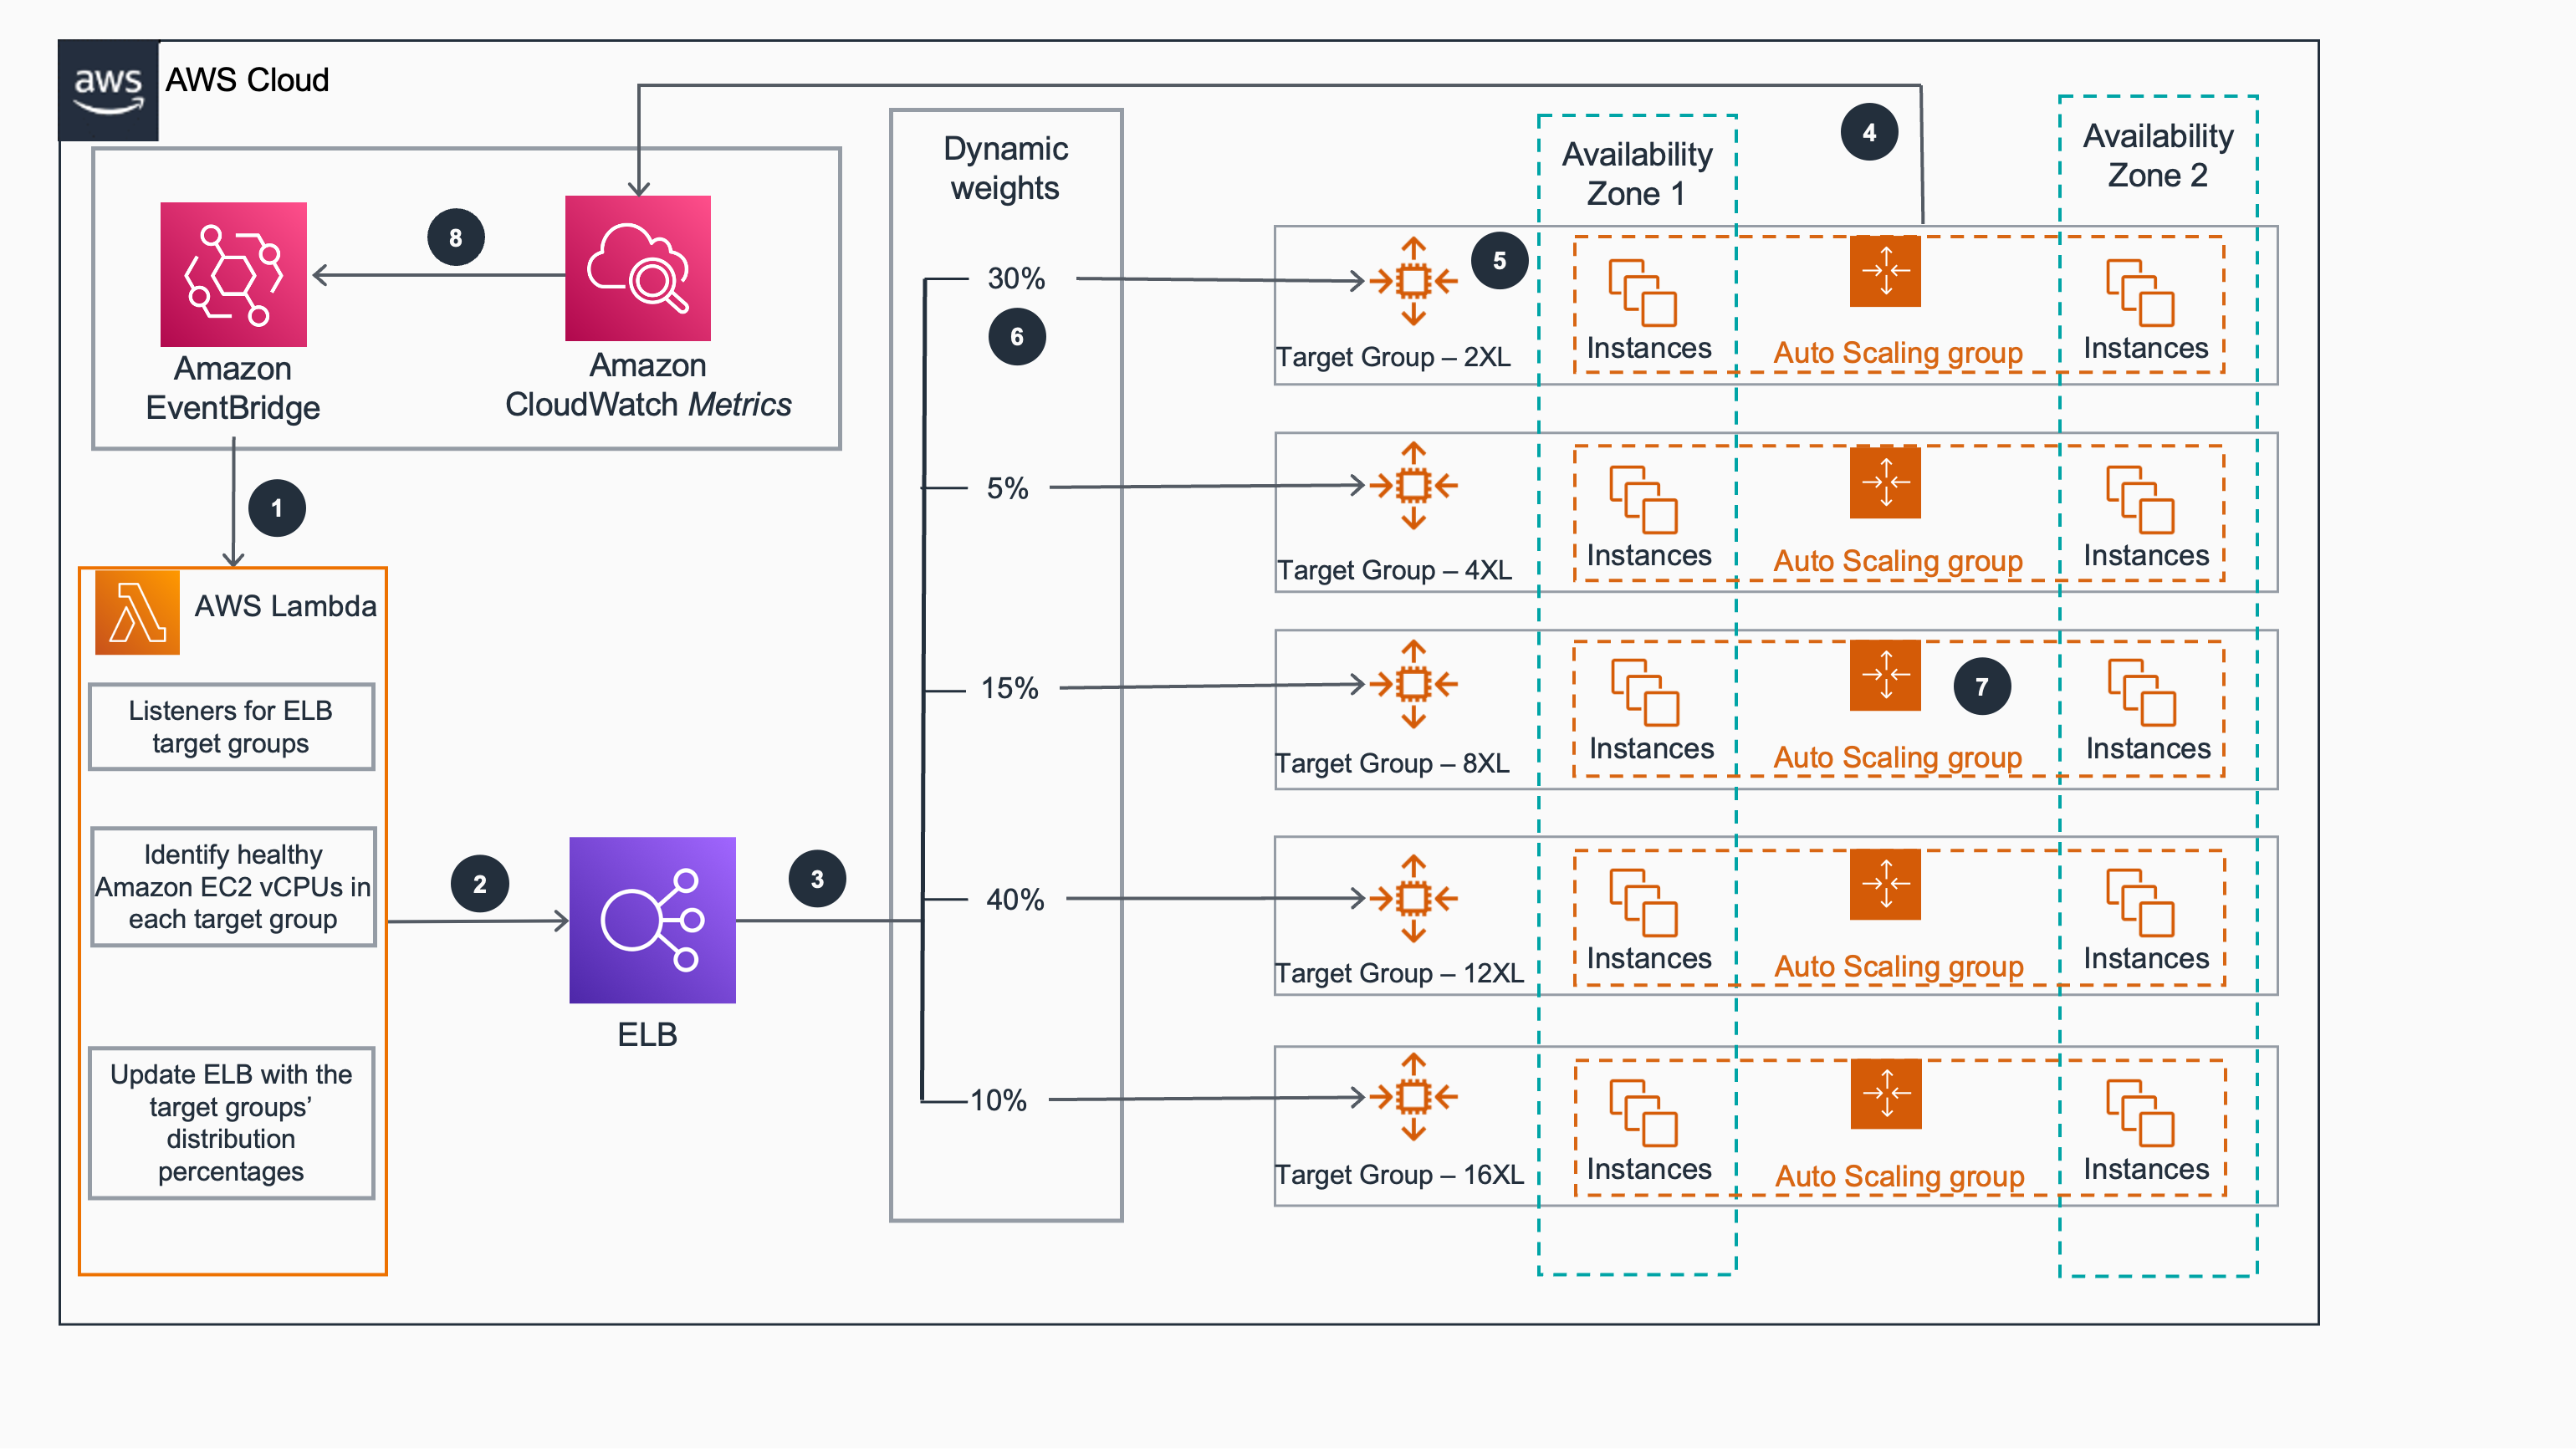 aws
AWS Cloud
Amazon
EventBridge
8
Amazon
CloudWatch Metrics
1
AWS Lambda
Listeners for ELB
target groups
Identify healthy
Amazon EC2 vCPUs in
each target group
Update ELB with the
target groups’
distribution
percentages
2
ELB
3
Dynamic
weights
30%
6
5%
15%
40%
10%
Availability
Zone 1
4
Availability
Zone 2
5
Target Group – 2XL
Instances
Auto Scaling group
Instances
Target Group – 4XL
Instances
Auto Scaling group
Instances
7
Target Group – 8XL
Instances
Auto Scaling group
Instances
Target Group – 12XL
Instances
Auto Scaling group
Instances
Target Group – 16XL
Instances
Auto Scaling group
Instances